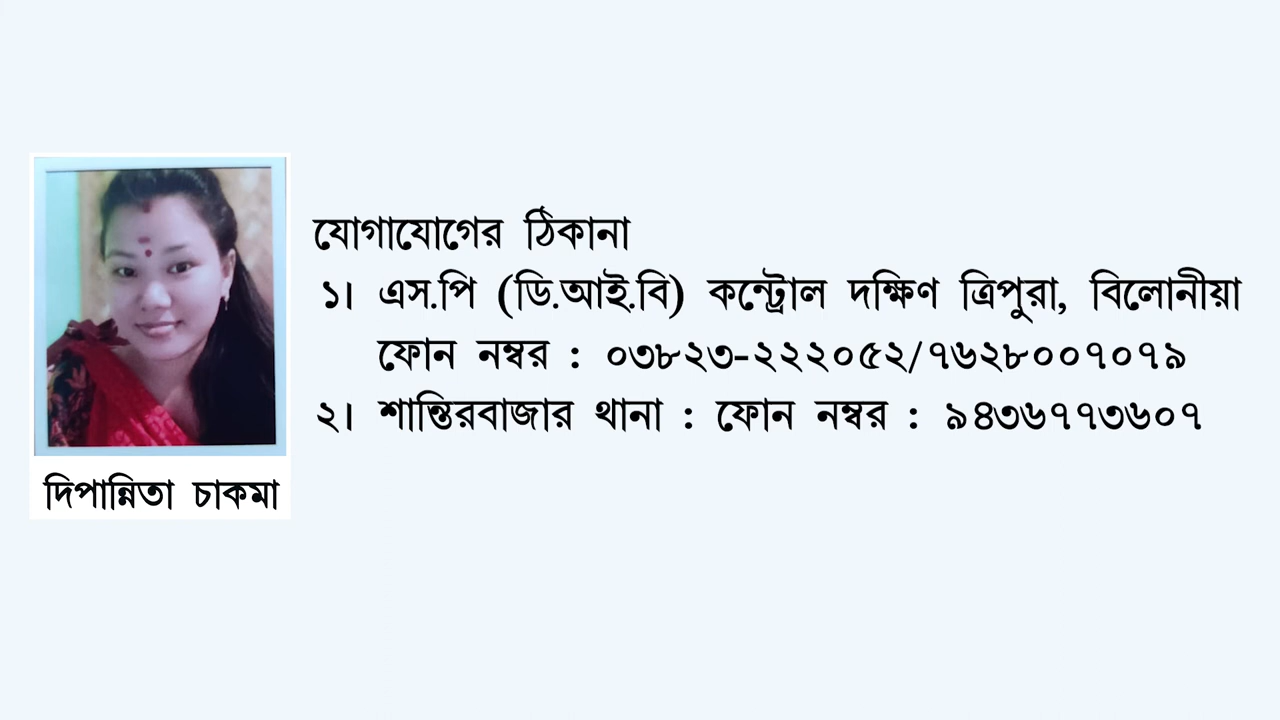 যোগাযোগের ঠিকানা
১। এস.পি (ডি.আই.বি) কন্ট্রোল দক্ষিণ ত্রিপুরা, বিলোনীয়া
ফোন নম্বর : ০৩৮২৩-২২২০৫২/৭৬২৮০০৭০৭৯
২। শান্তিরবাজার থানা : ফোন নম্বর : ৯৪৩৬৭৭৩৬০৭
দিপান্নিতা চাকমা